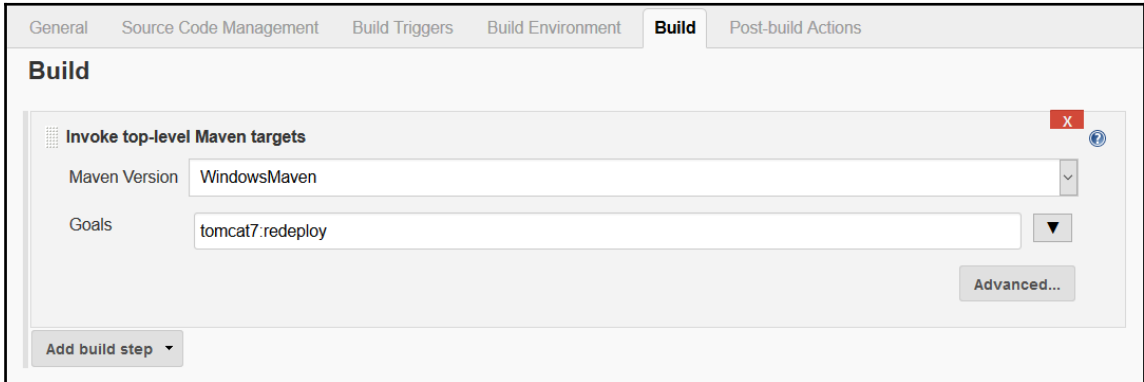 General Source Code Management Build Triggers Build Environment Build Post-build Actions
Build
X
Invoke top-level Maven targets
Maven Version WindowsMaven
Goals tomcat7:redeploy
Advanced...
Add build step